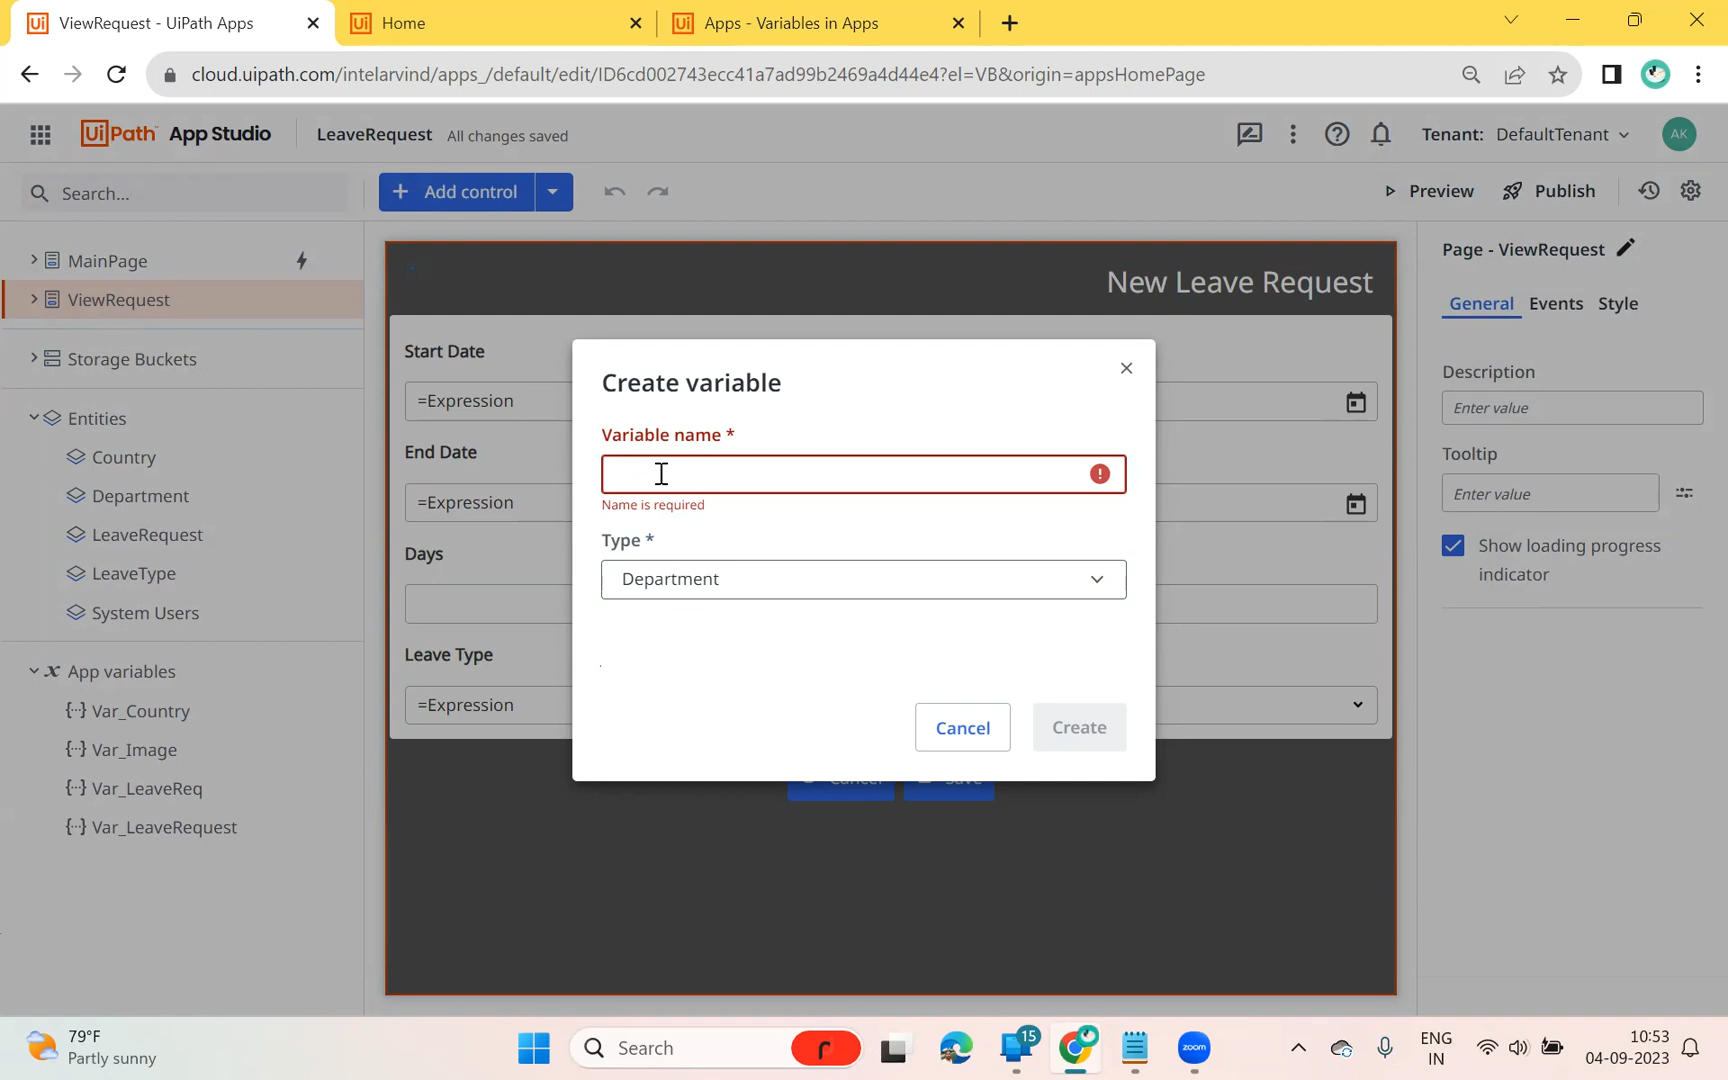 ViewRequest - UiPath Apps
Home
Apps - Variables in Apps
cloud.uipath.com/intelarvind/apps_/default/edit/ID6cd002743ecc41a7ad99b2469a4d44e4?el=VB&origin=appsHomePage
UiPath App Studio
LeaveRequest
All changes saved
Tenant: DefaultTenant
AK
Search...
Add control
Preview
Publish
MainPage
ViewRequest
Storage Buckets
Entities
Country
Department
LeaveRequest
LeaveType
System Users
App variables
Var_Country
Var_Image
Var_LeaveReq
Var_LeaveRequest
New Leave Request
Start Date
=Expression
End Date
=Expression
Days
Leave Type
=Expression
Cancel
Save
Create variable
Variable name *
Name is required
Type *
Department
Cancel
Create
Page - ViewRequest
General
Events
Style
Description
Enter value
Tooltip
Enter value
Show loading progress
indicator
79°F
Partly sunny
Search
15
zoom
ENG
IN
10:53
04-09-2023